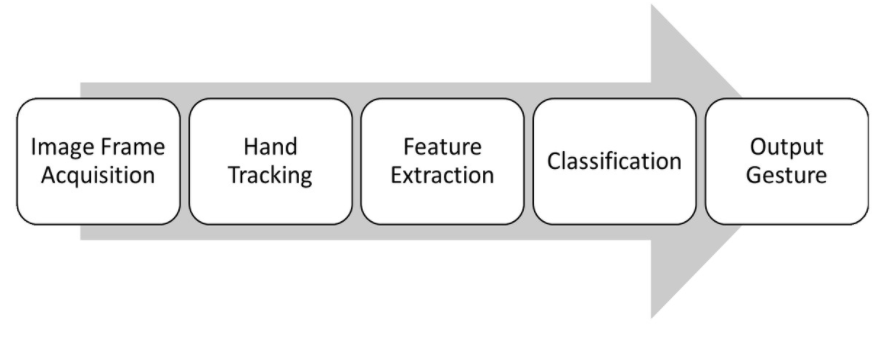 Image Frame
Acquisition
Hand
Tracking
Feature
Extraction
Classification
Output
Gesture